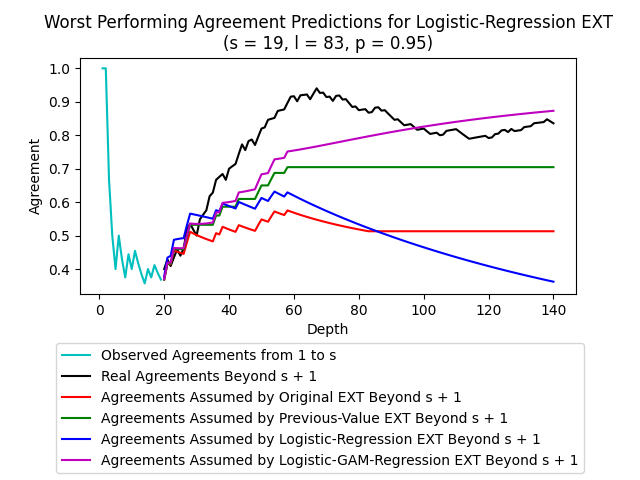 Worst Performing Agreement Predictions for Logistic-Regression EXT
(s = 19, l = 83, p = 0.95)
1.0
0.9
0.8
0.7
0.6
0.5
0.4
Agreement
0 20 40 60 80 100 120 140
Depth
Observed Agreements from 1 to s
Real Agreements Beyond s + 1
Agreements Assumed by Original EXT Beyond s + 1
Agreements Assumed by Previous-Value EXT Beyond s + 1
Agreements Assumed by Logistic-Regression EXT Beyond s + 1
Agreements Assumed by Logistic-GAM-Regression EXT Beyond s + 1